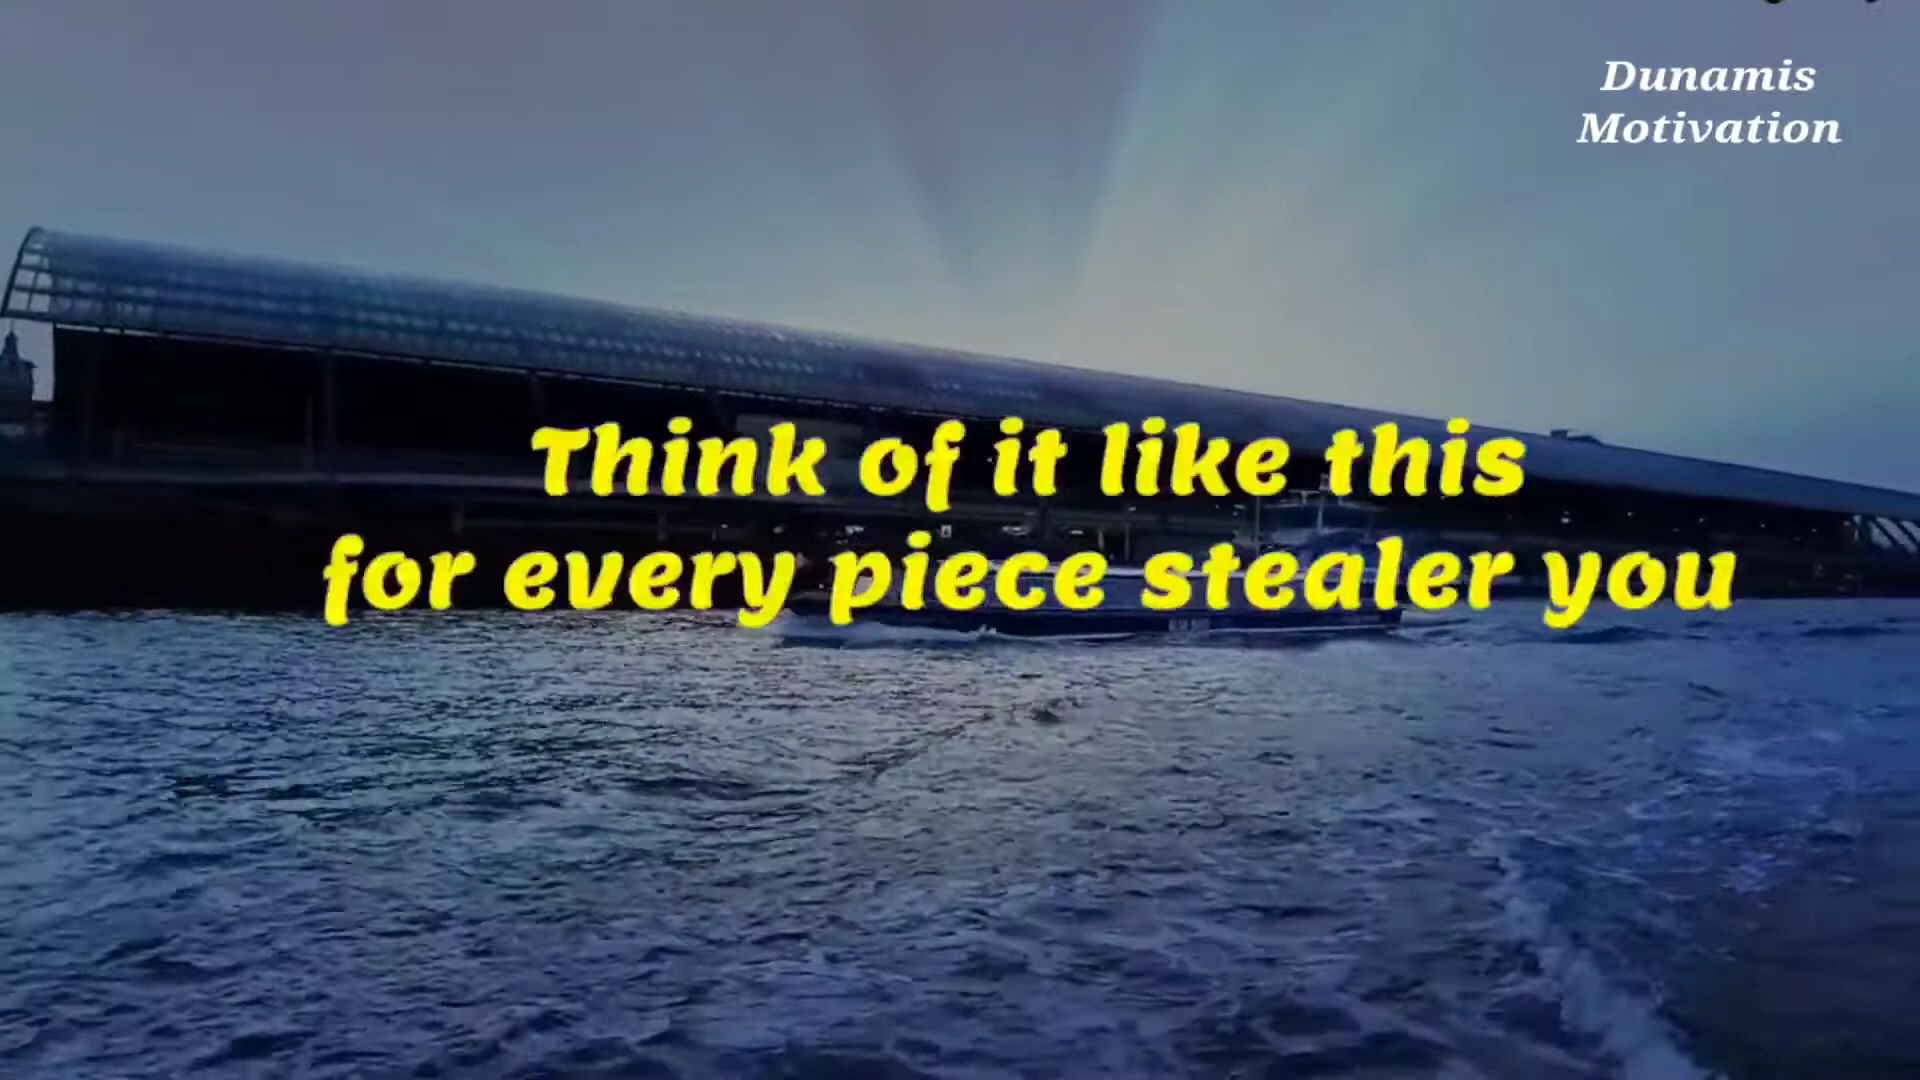 Dunamis
Motivation
Think of it like this
for every piece stealer you